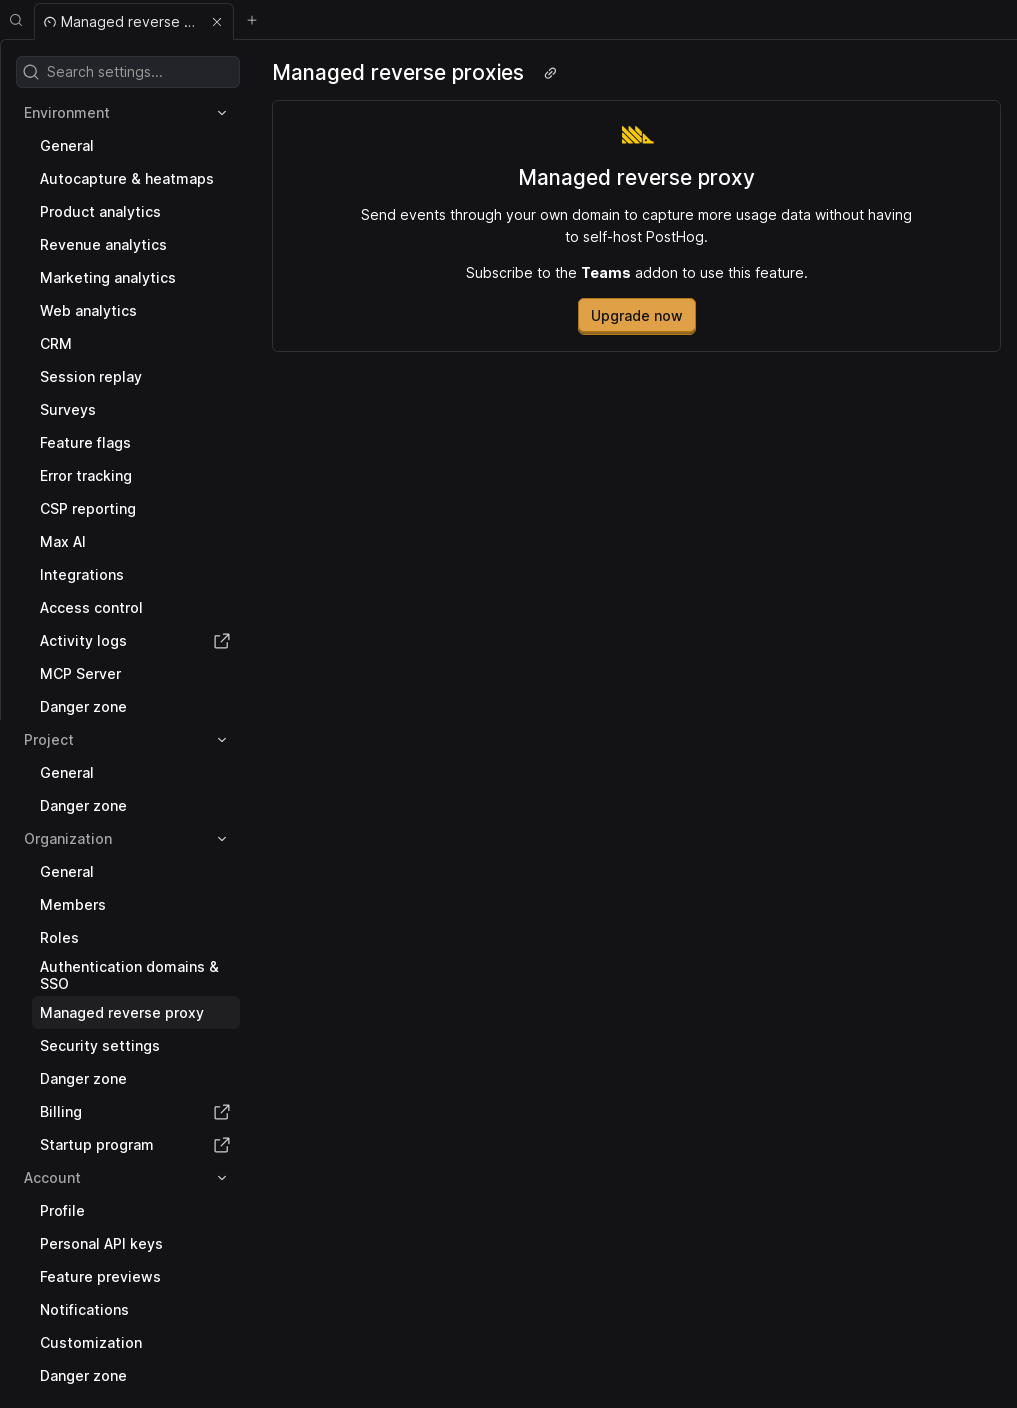 Managed reverse ...
Search settings...
Environment
General
Autocapture & heatmaps
Product analytics
Revenue analytics
Marketing analytics
Web analytics
CRM
Session replay
Surveys
Feature flags
Error tracking
CSP reporting
Max AI
Integrations
Access control
Activity logs
MCP Server
Danger zone
Project
General
Danger zone
Organization
General
Members
Roles
Authentication domains &
SSO
Managed reverse proxy
Security settings
Danger zone
Billing
Startup program
Account
Profile
Personal API keys
Feature previews
Notifications
Customization
Danger zone
Managed reverse proxies
Managed reverse proxy
Send events through your own domain to capture more usage data without having
to self-host PostHog.
Subscribe to the Teams addon to use this feature.
Upgrade now